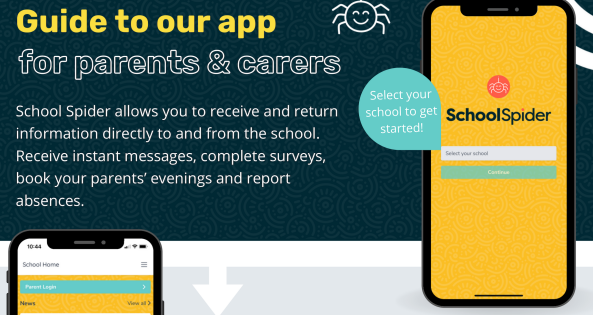 Guide to our app
for parents & carers
School Spider allows you to receive and return
information directly to and from the school.
Receive instant messages, complete surveys,
book your parents' evenings and report
absences.
Select your
school to get
started!
SchoolSpider
Select your school
Continue
10:44
School Home
Parent Login
News
View all